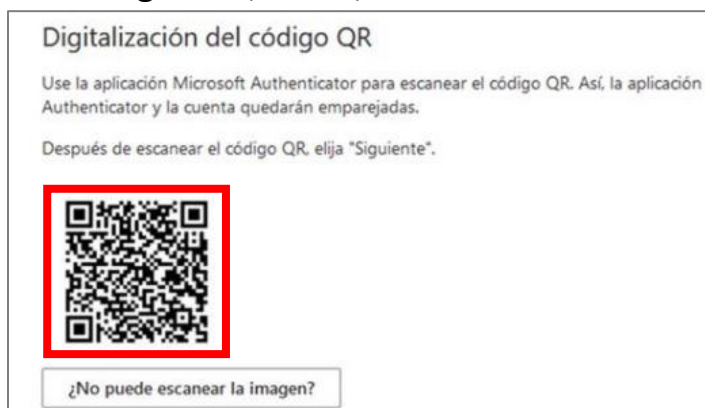 Digitalización del código QR
Use la aplicación Microsoft Authenticator para escanear el código QR. Así, la aplicación
Authenticator y la cuenta quedarán emparejadas.
Después de escanear el código QR, elija "Siguiente".
¿No puede escanear la imagen?